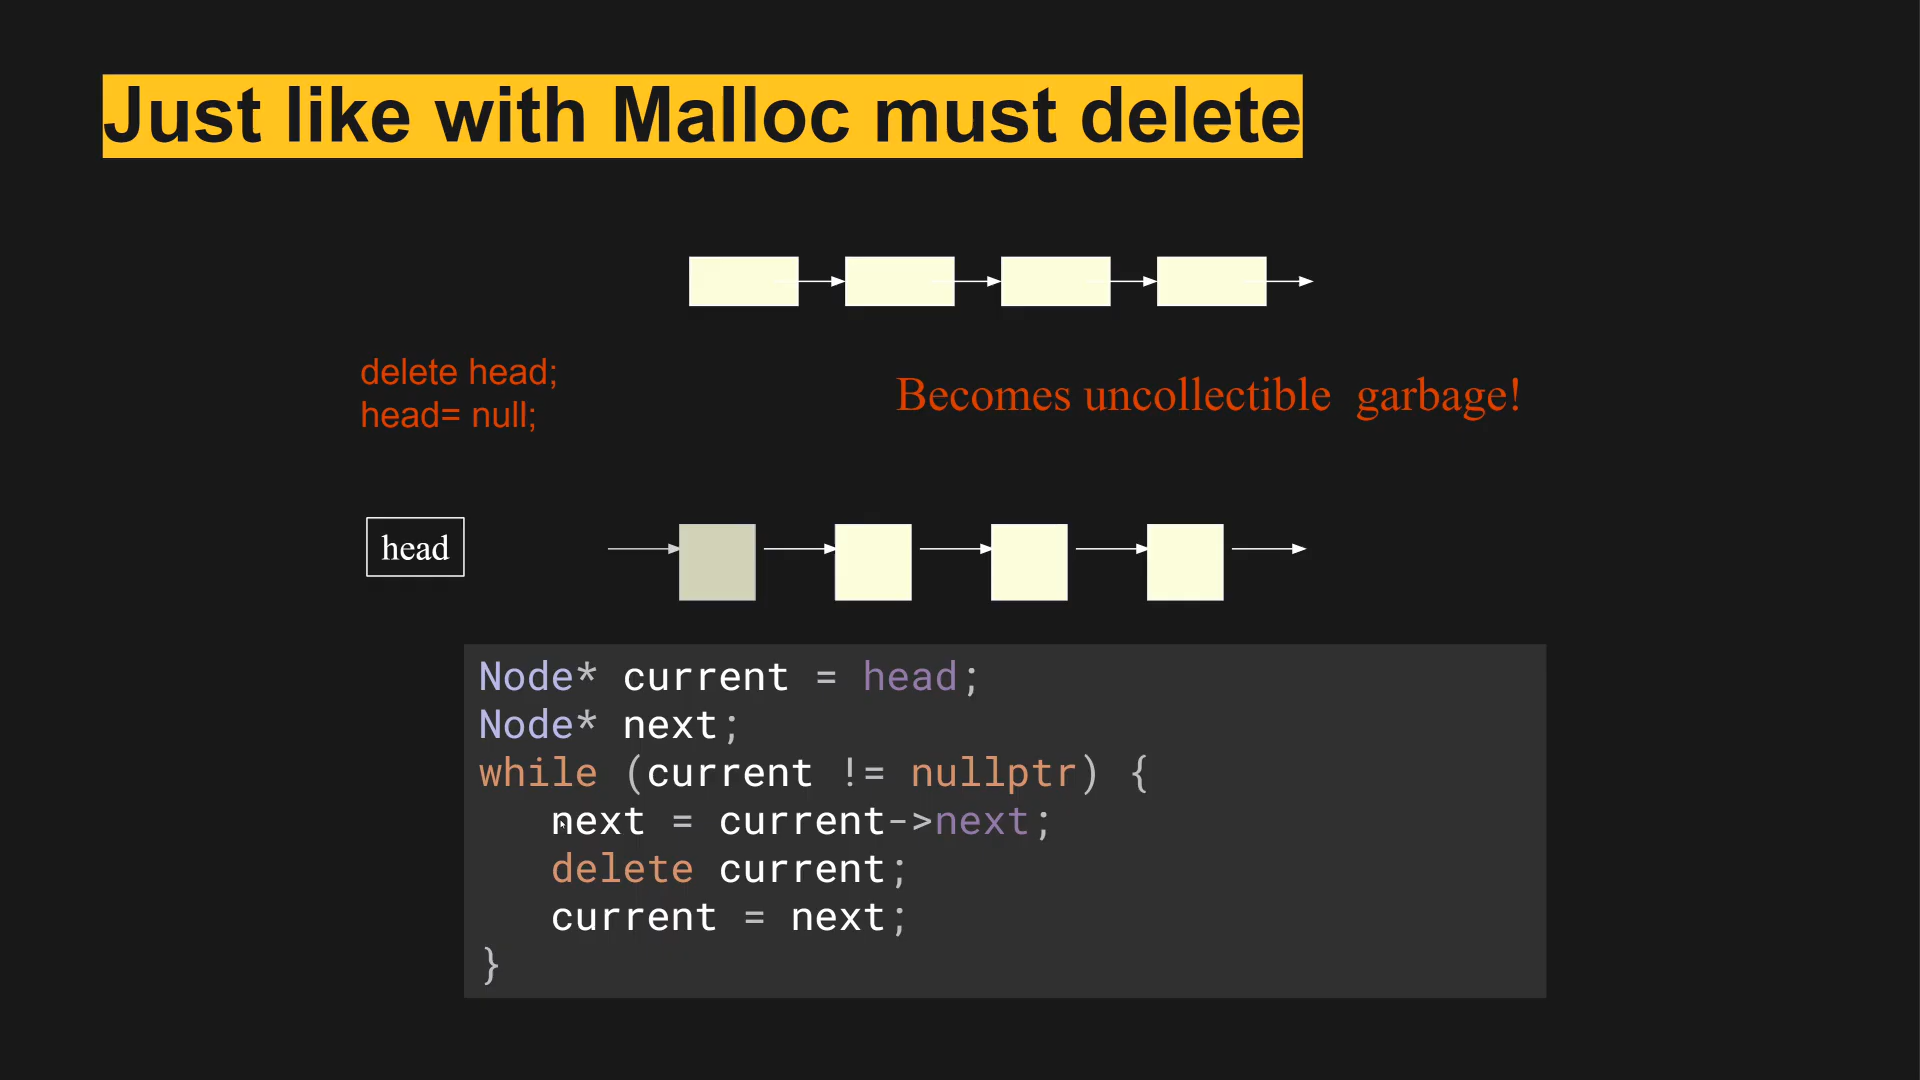 Just like with Malloc must delete
delete head;
head= null;
Becomes uncollectible  garbage!
head
Node* current = head;
Node* next;
while (current != nullptr) {
   next = current->next;
   delete current;
   current = next;
}